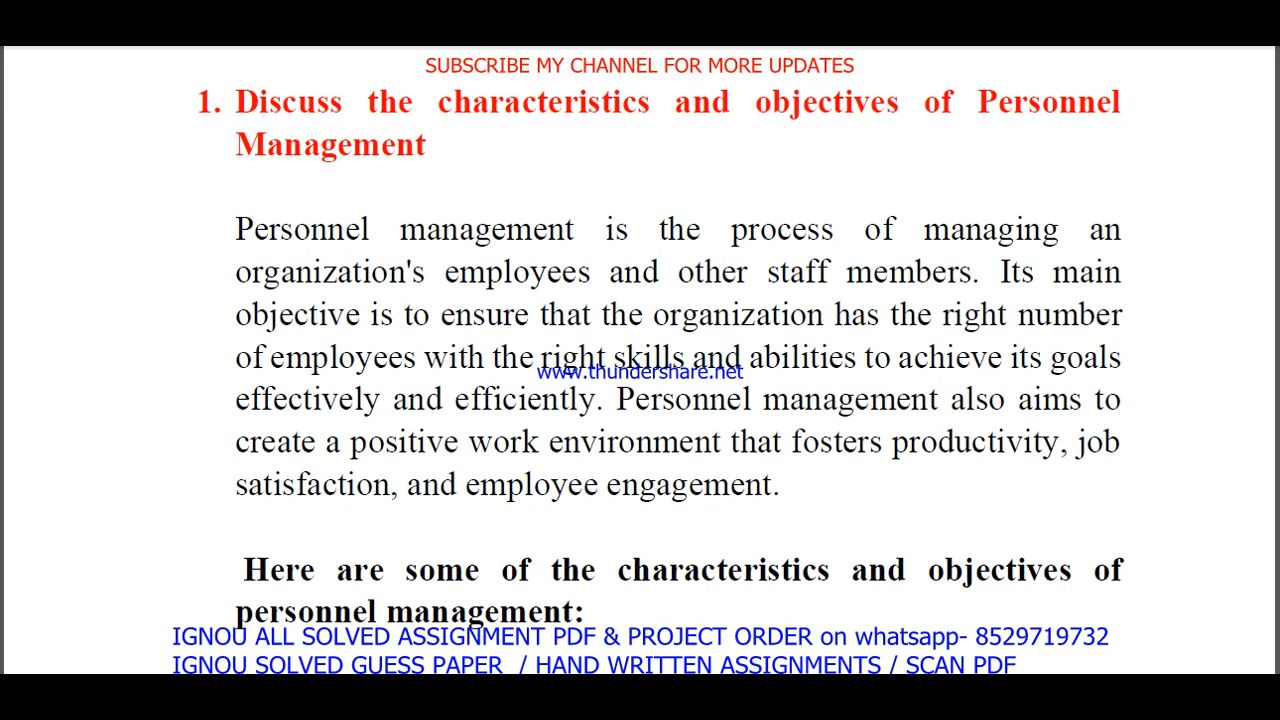 SUBSCRIBE MY CHANNEL FOR MORE UPDATES
1. Discuss the characteristics and objectives of Personnel
Management
Personnel management is the process of managing an
organization's employees and other staff members. Its main
objective is to ensure that the organization has the right number
of employees with the right skills and abilities to achieve its goals
www.thundershare.net
effectively and efficiently. Personnel management also aims to
create a positive work environment that fosters productivity, job
satisfaction, and employee engagement.
Here are some of the characteristics and objectives of
personnel management:
IGNOU ALL SOLVED ASSIGNMENT PDF & PROJECT ORDER on whatsapp- 8529719732
IGNOU SOLVED GUESS PAPER / HAND WRITTEN ASSIGNMENTS / SCAN PDF